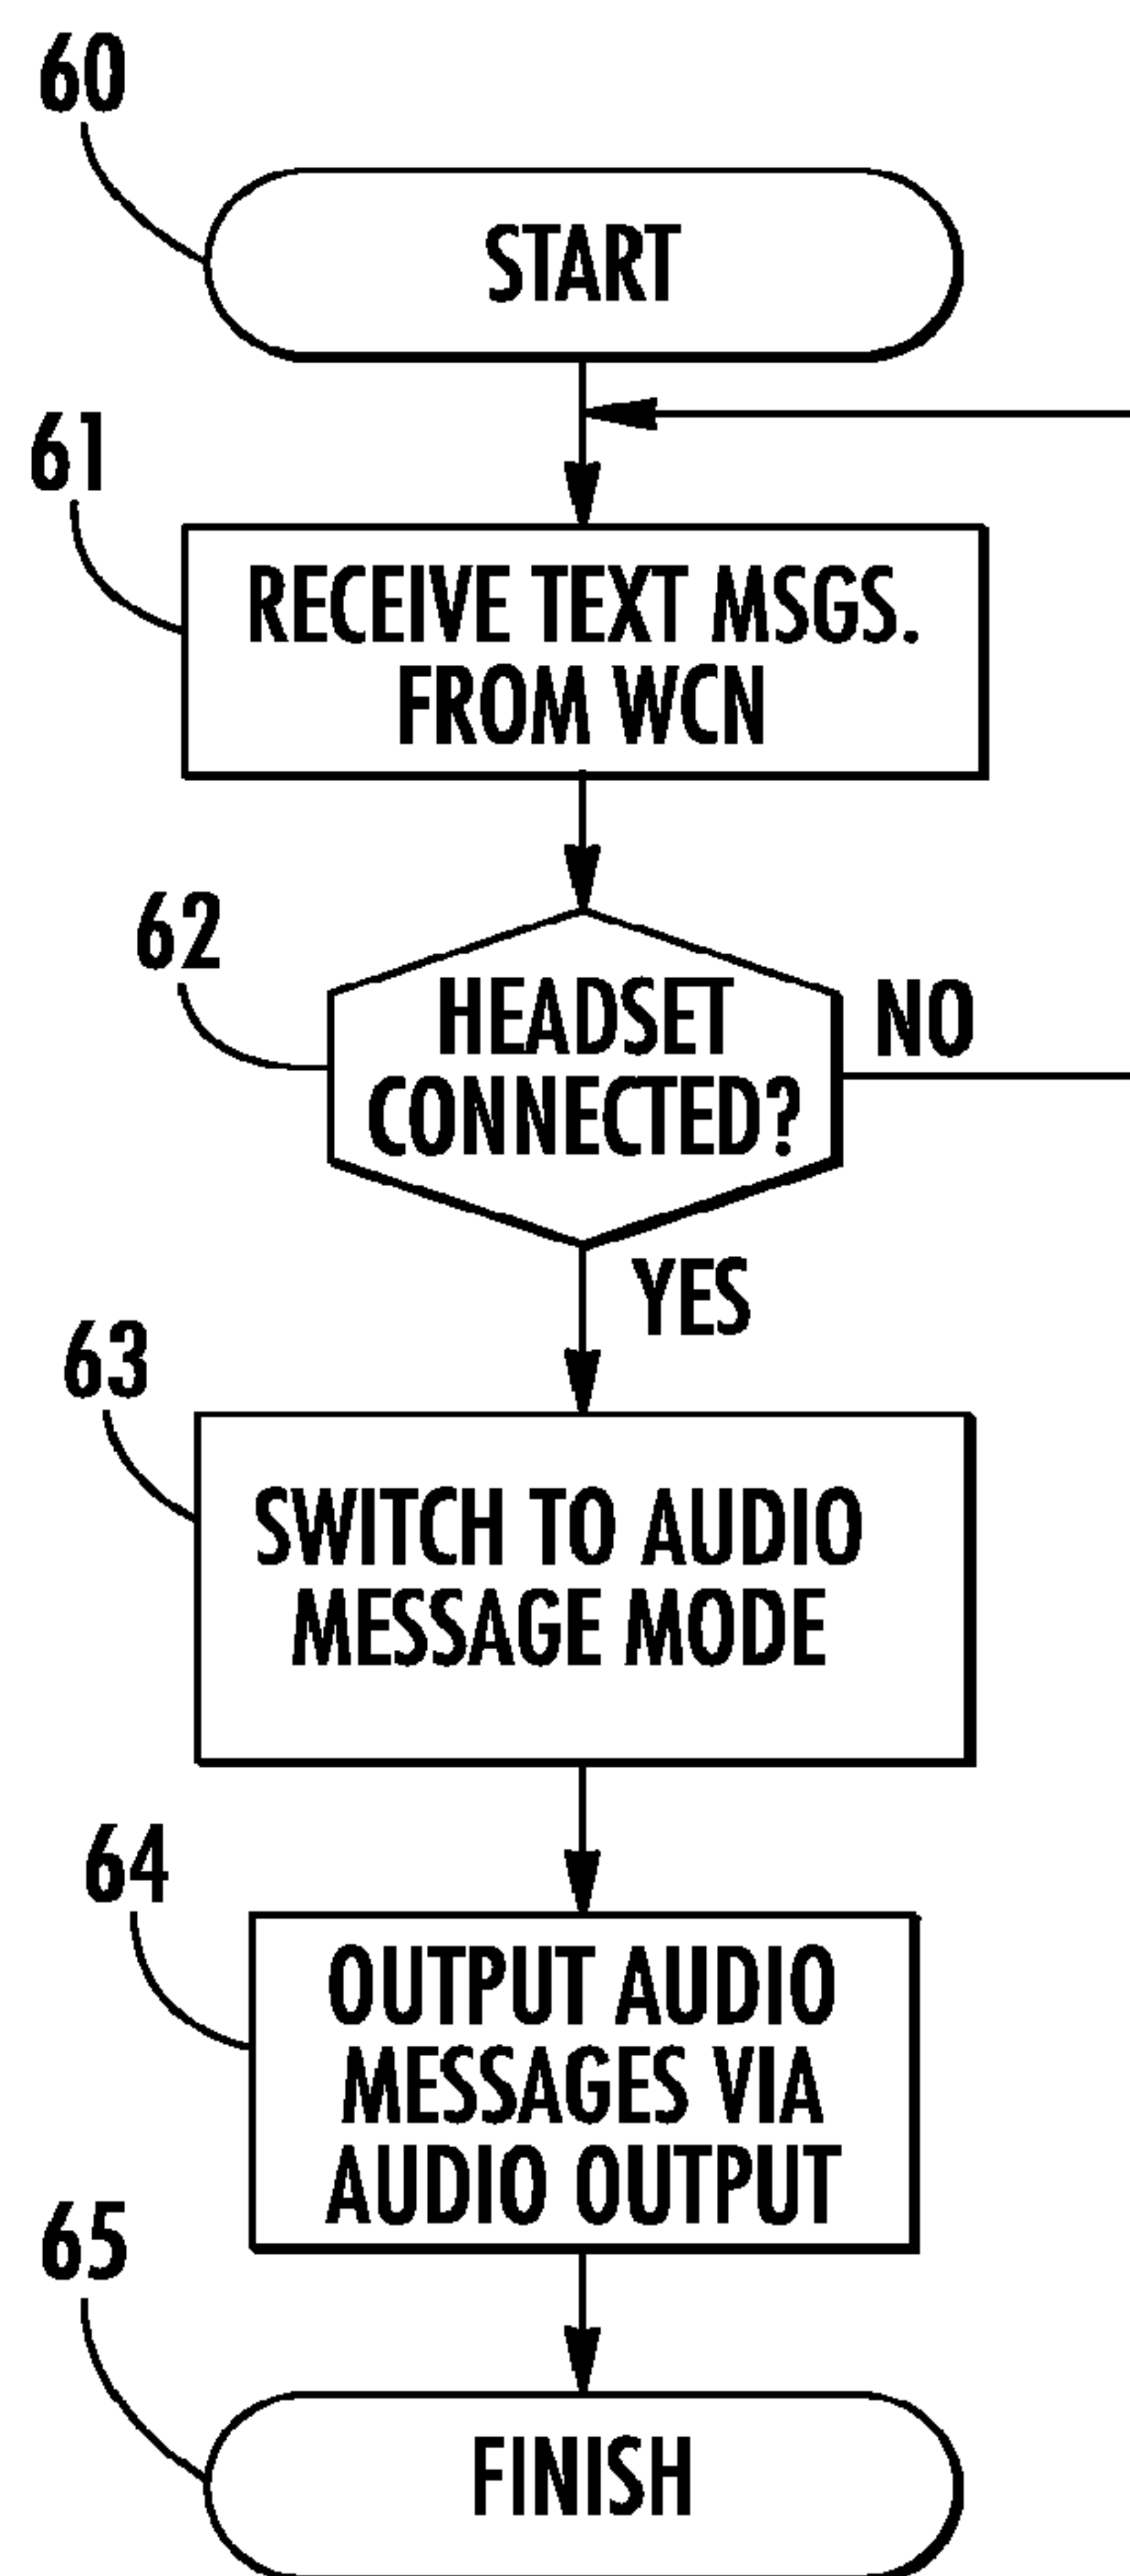 60
START
61
RECEIVE TEXT MSGS.
FROM WCN
62
HEADSET
CONNECTED?
NO
YES
63
SWITCH TO AUDIO
MESSAGE MODE
64
OUTPUT AUDIO
MESSAGES VIA
AUDIO OUTPUT
65
FINISH